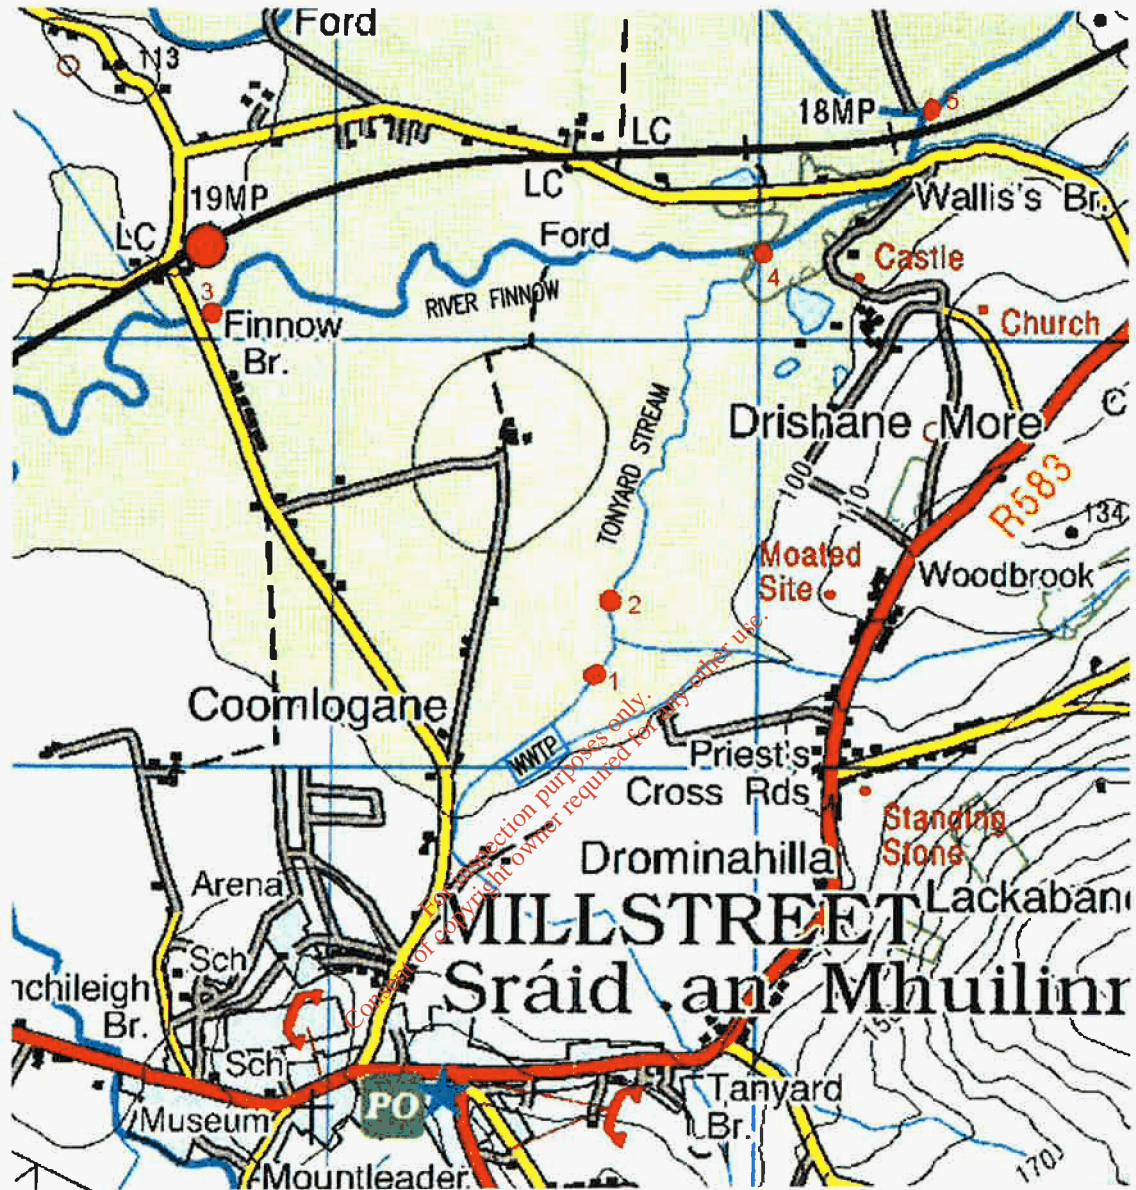 Ford
113
5
18MP
LC
LC
19MP
Wallis's Br.
LC
Ford
Castle
4
3
RIVER FINNOW
Finnow
Br.
Church
TONYARD STREAM
Drishane More
C
C
100
110
R583
134
Moated
Site
Woodbrook
2
1
Coomlogane
WWTP
Priest's
Cross Rds
For inspection purposes only.
Consent of copyright owner required for any other use.
Standing
Stone
Drominahilla
Arena
MILLSTREET
Lackaban
Sch
Sráid an Mhuilinn
nchileigh
Br.
Sch
PO
Tanyard
Br.
Museum
Mountleader
170